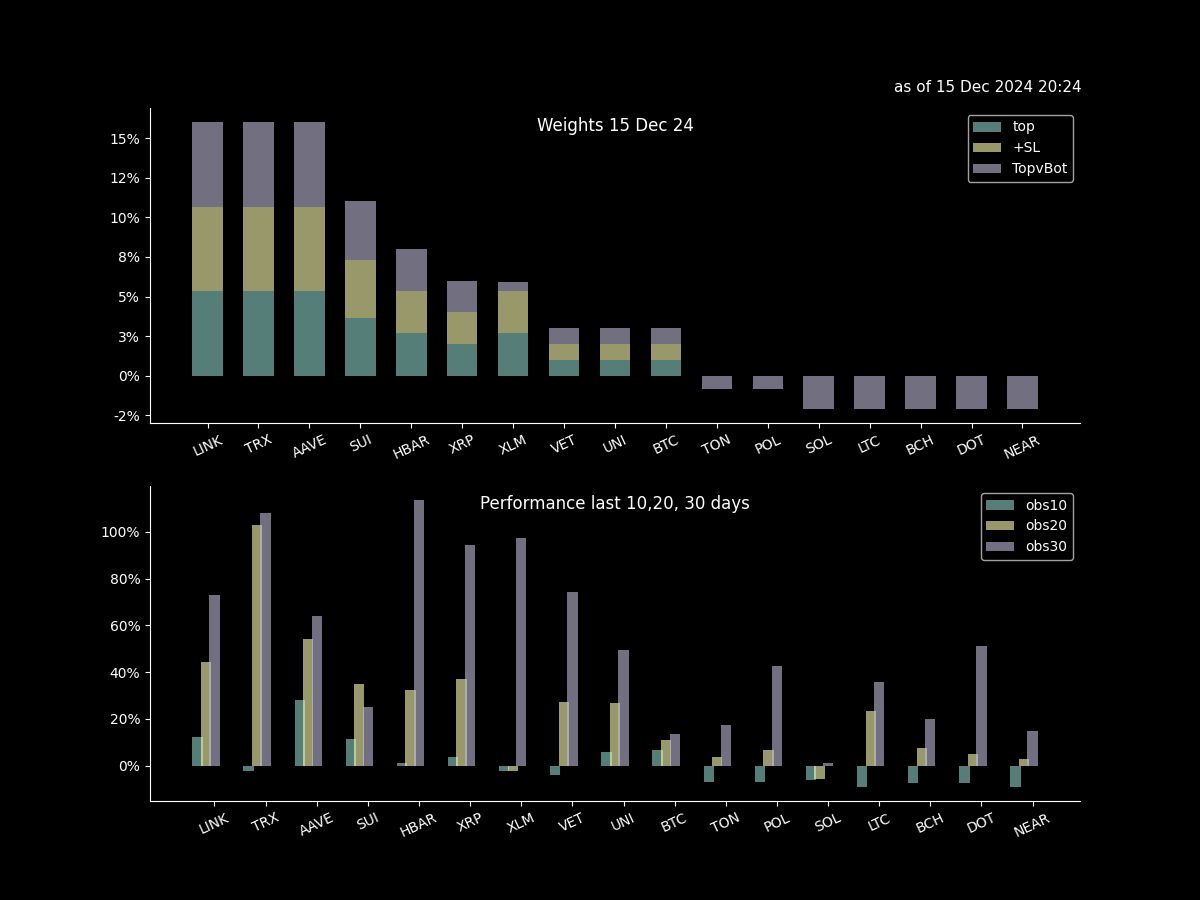 as of 15 Dec 2024 20:24
Weights 15 Dec 24
top
+SL
TopvBot
15%
12%
10%
8%
5%
3%
0%
-2%
LINK TRX AAVE SUI HBAR XRP XLM VET UNI BTC TON POL SOL LTC BCH DOT NEAR
Performance last 10,20, 30 days
obs10
obs20
obs30
100%
80%
60%
40%
20%
0%
LINK TRX AAVE SUI HBAR XRP XLM VET UNI BTC TON POL SOL LTC BCH DOT NEAR